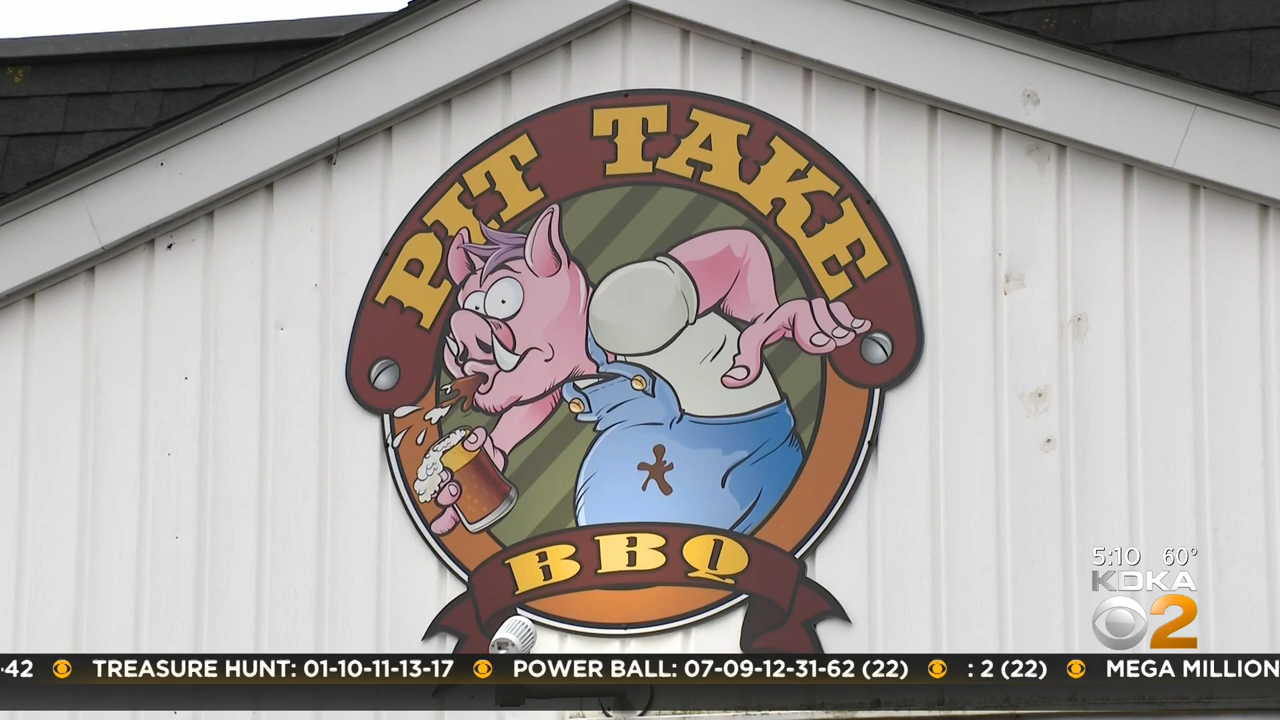 PIT TAKE
BBQ
5:10 60°
KDKA
2
-42 TREASURE HUNT: 01-10-11-13-17 POWER BALL: 07-09-12-31-62 (22) : 2 (22) MEGA MILLION